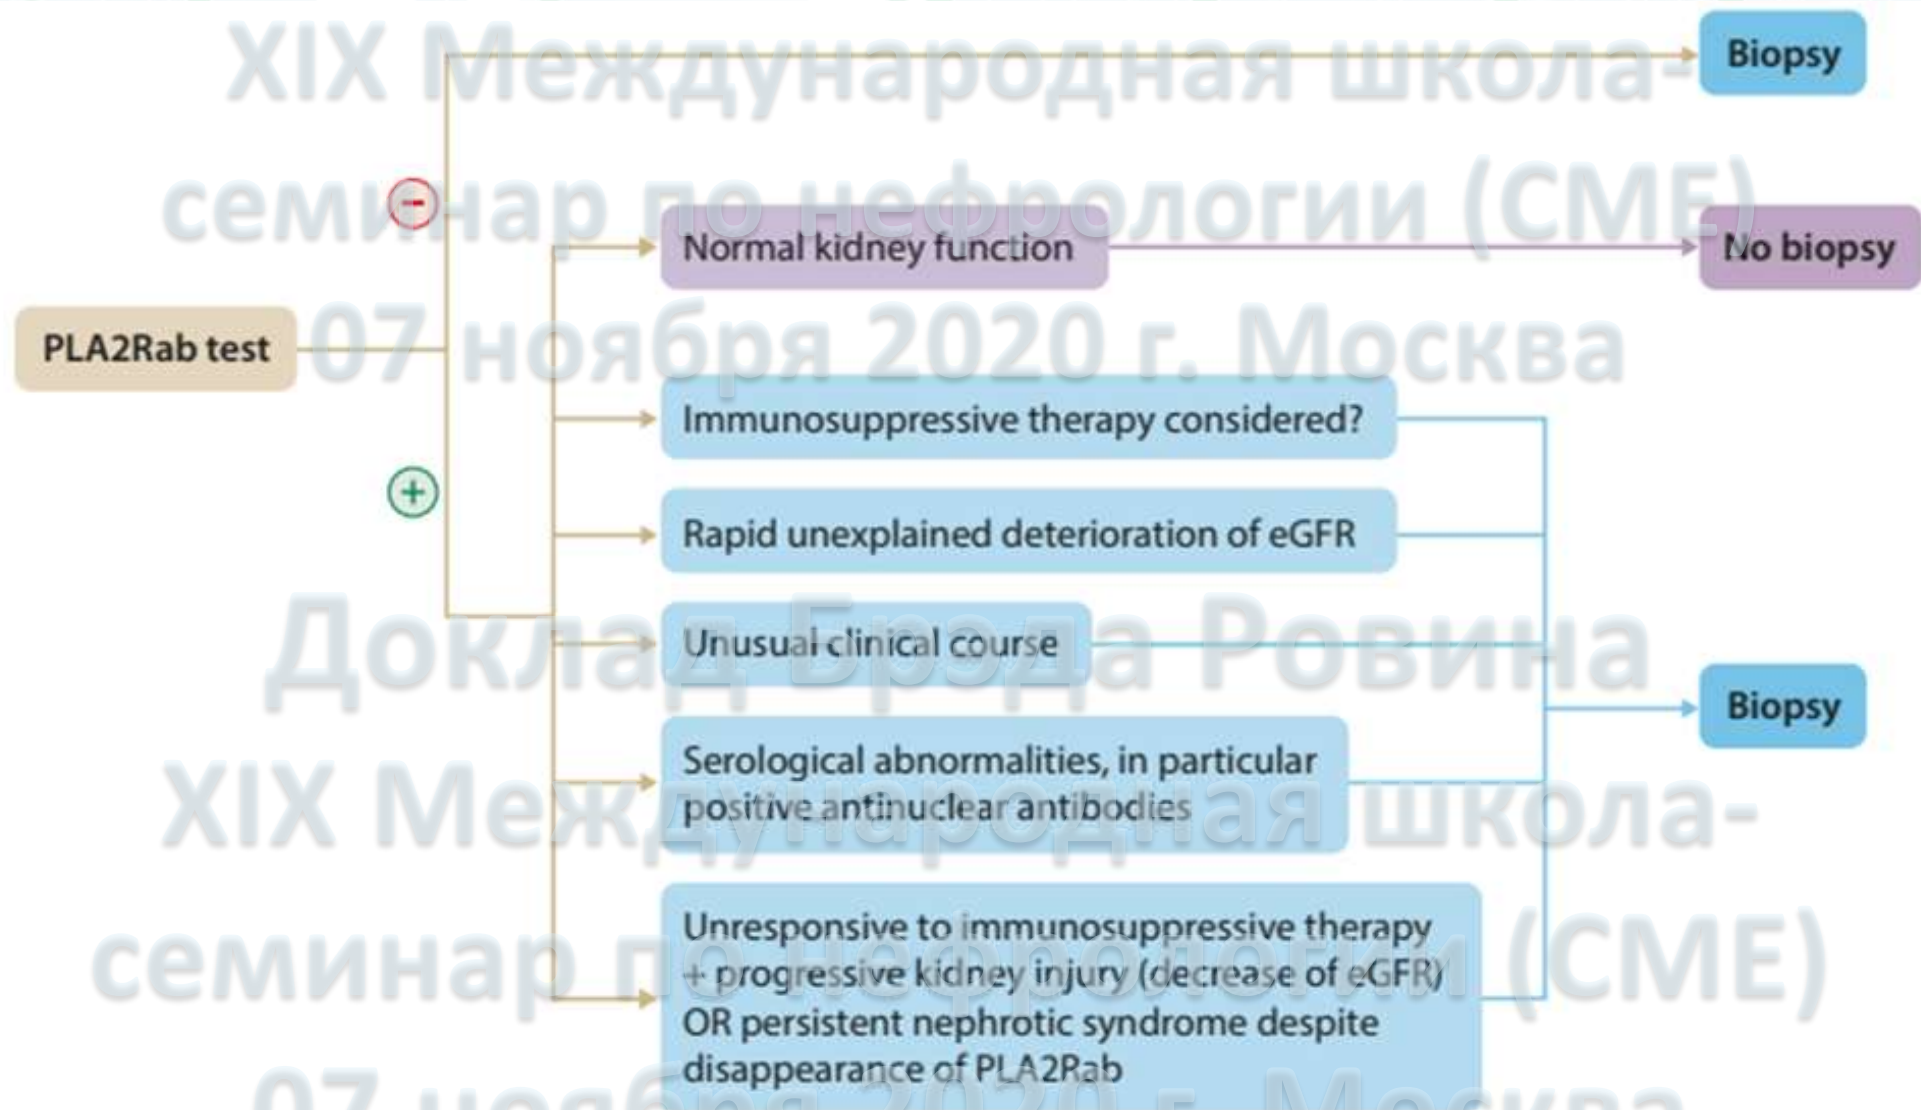 XIX Международная школа-
Biopsy
семинар по нефрологии (СМЕ)
−
Normal kidney function
No biopsy
PLA2Rab test
07 ноября 2020 г. Москва
Immunosuppressive therapy considered?
+
Rapid unexplained deterioration of eGFR
Доклад Брэда Ровина
Unusual clinical course
Biopsy
Serological abnormalities, in particular
positive antinuclear antibodies
XIX Международная школа-
Unresponsive to immunosuppressive therapy
+ progressive kidney injury (decrease of eGFR)
OR persistent nephrotic syndrome despite
disappearance of PLA2Rab
семинар по нефрологии (СМЕ)
07 ноября 2020 г. Москва